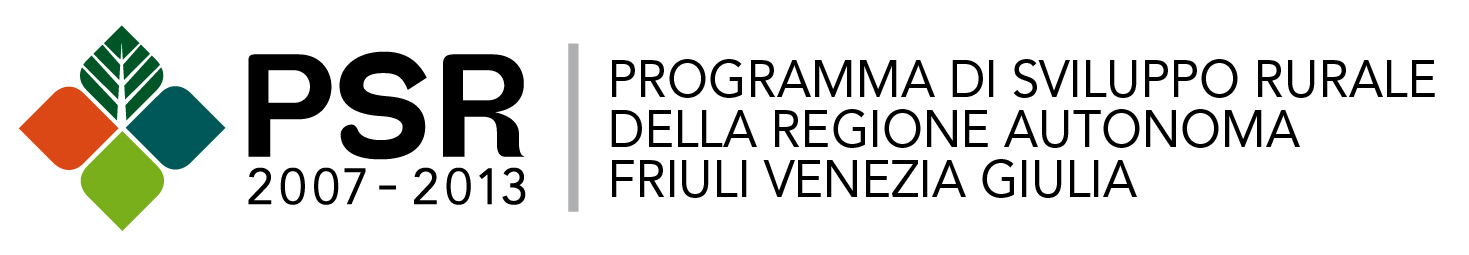 PSR
2007 - 2013
PROGRAMMA DI SVILUPPO RURALE
DELLA REGIONE AUTONOMA
FRIULI VENEZIA GIULIA